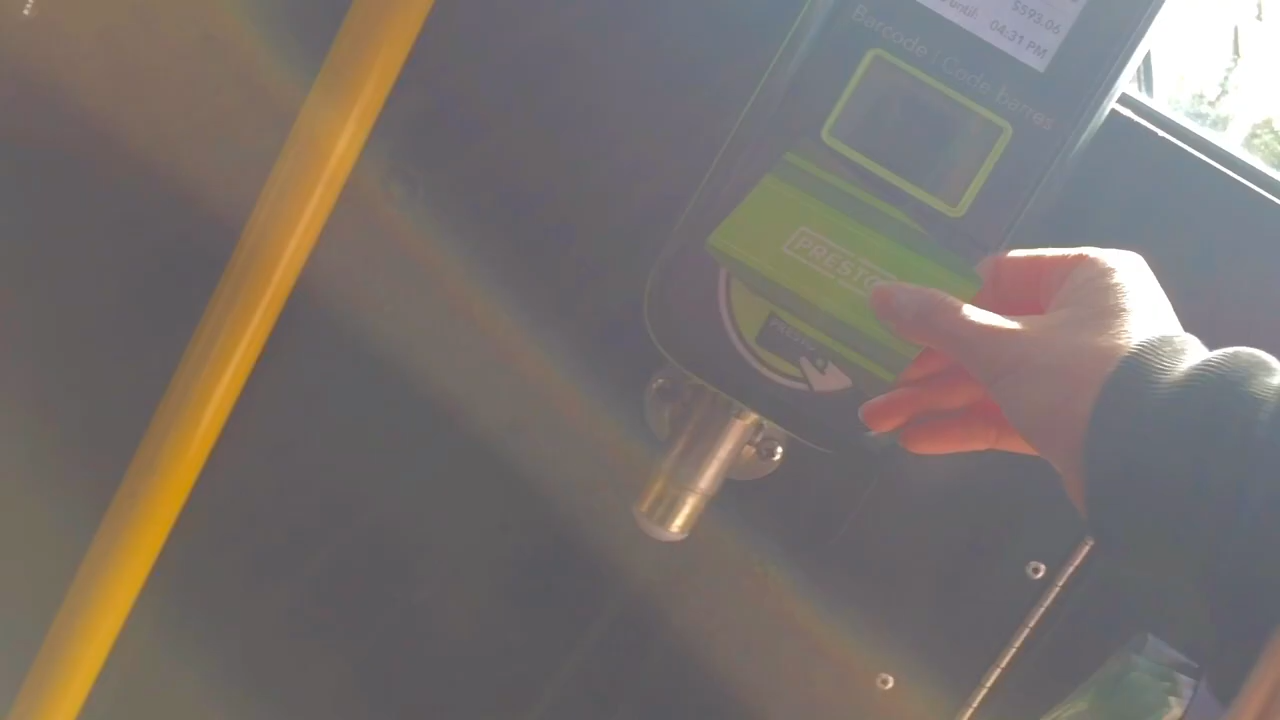 $593.06
until: 04:31 PM
Barcode | Code barres
PRESTO
PRESTO